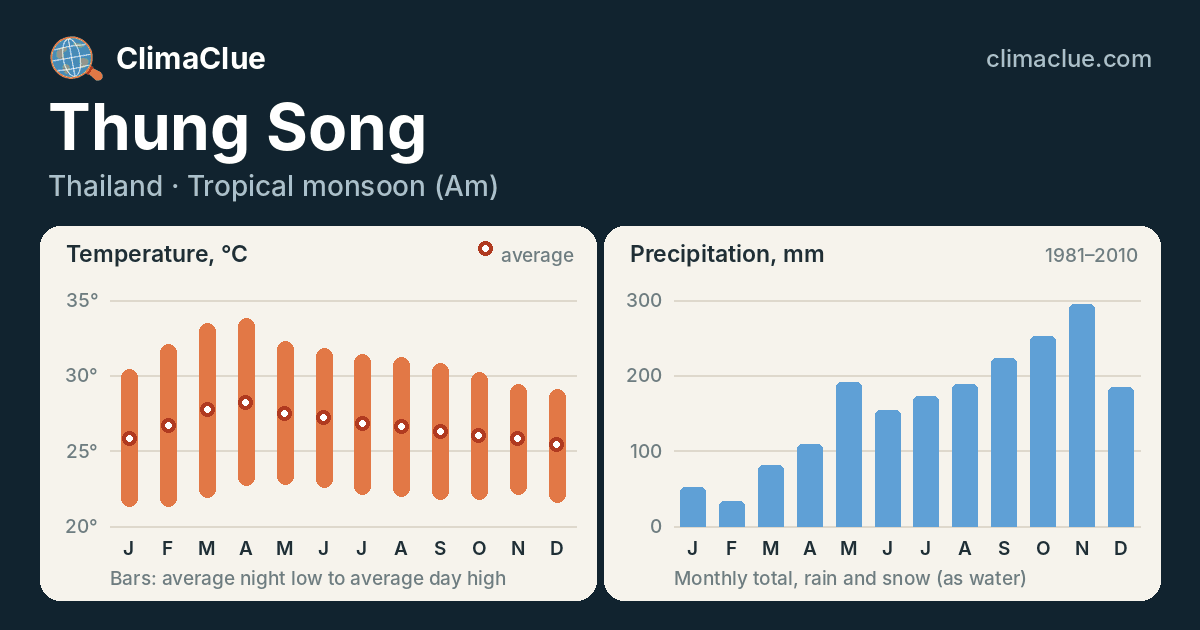 ClimaClue
climaclue.com
Thung Song
Thailand · Tropical monsoon (Am)
Temperature, °C
average
35°
30°
25°
20°
J F M A M J J A S O N D
Bars: average night low to average day high
Precipitation, mm
1981–2010
300
200
100
0
J F M A M J J A S O N D
Monthly total, rain and snow (as water)